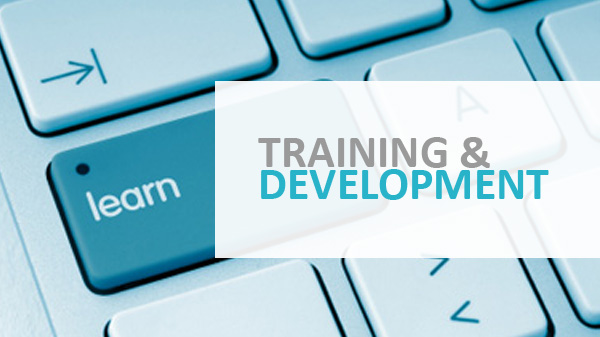 A
learn
TRAINING &
DEVELOPMENT